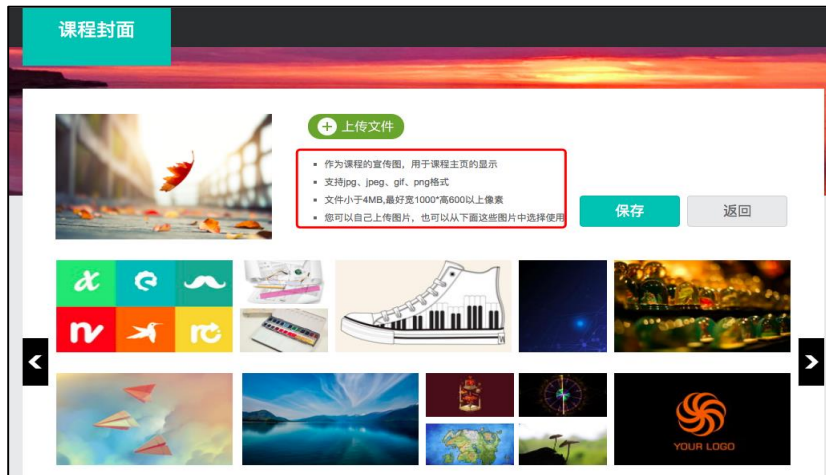 课程封面
上传文件
作为课程的宣传图，用于课程主页的显示
支持jpg、jpeg、gif、png格式
文件小于4MB,最好宽1000*高600以上像素
您可以自己上传图片，也可以从下面这些图片中选择使用
保存
返回
YOUR LOGO